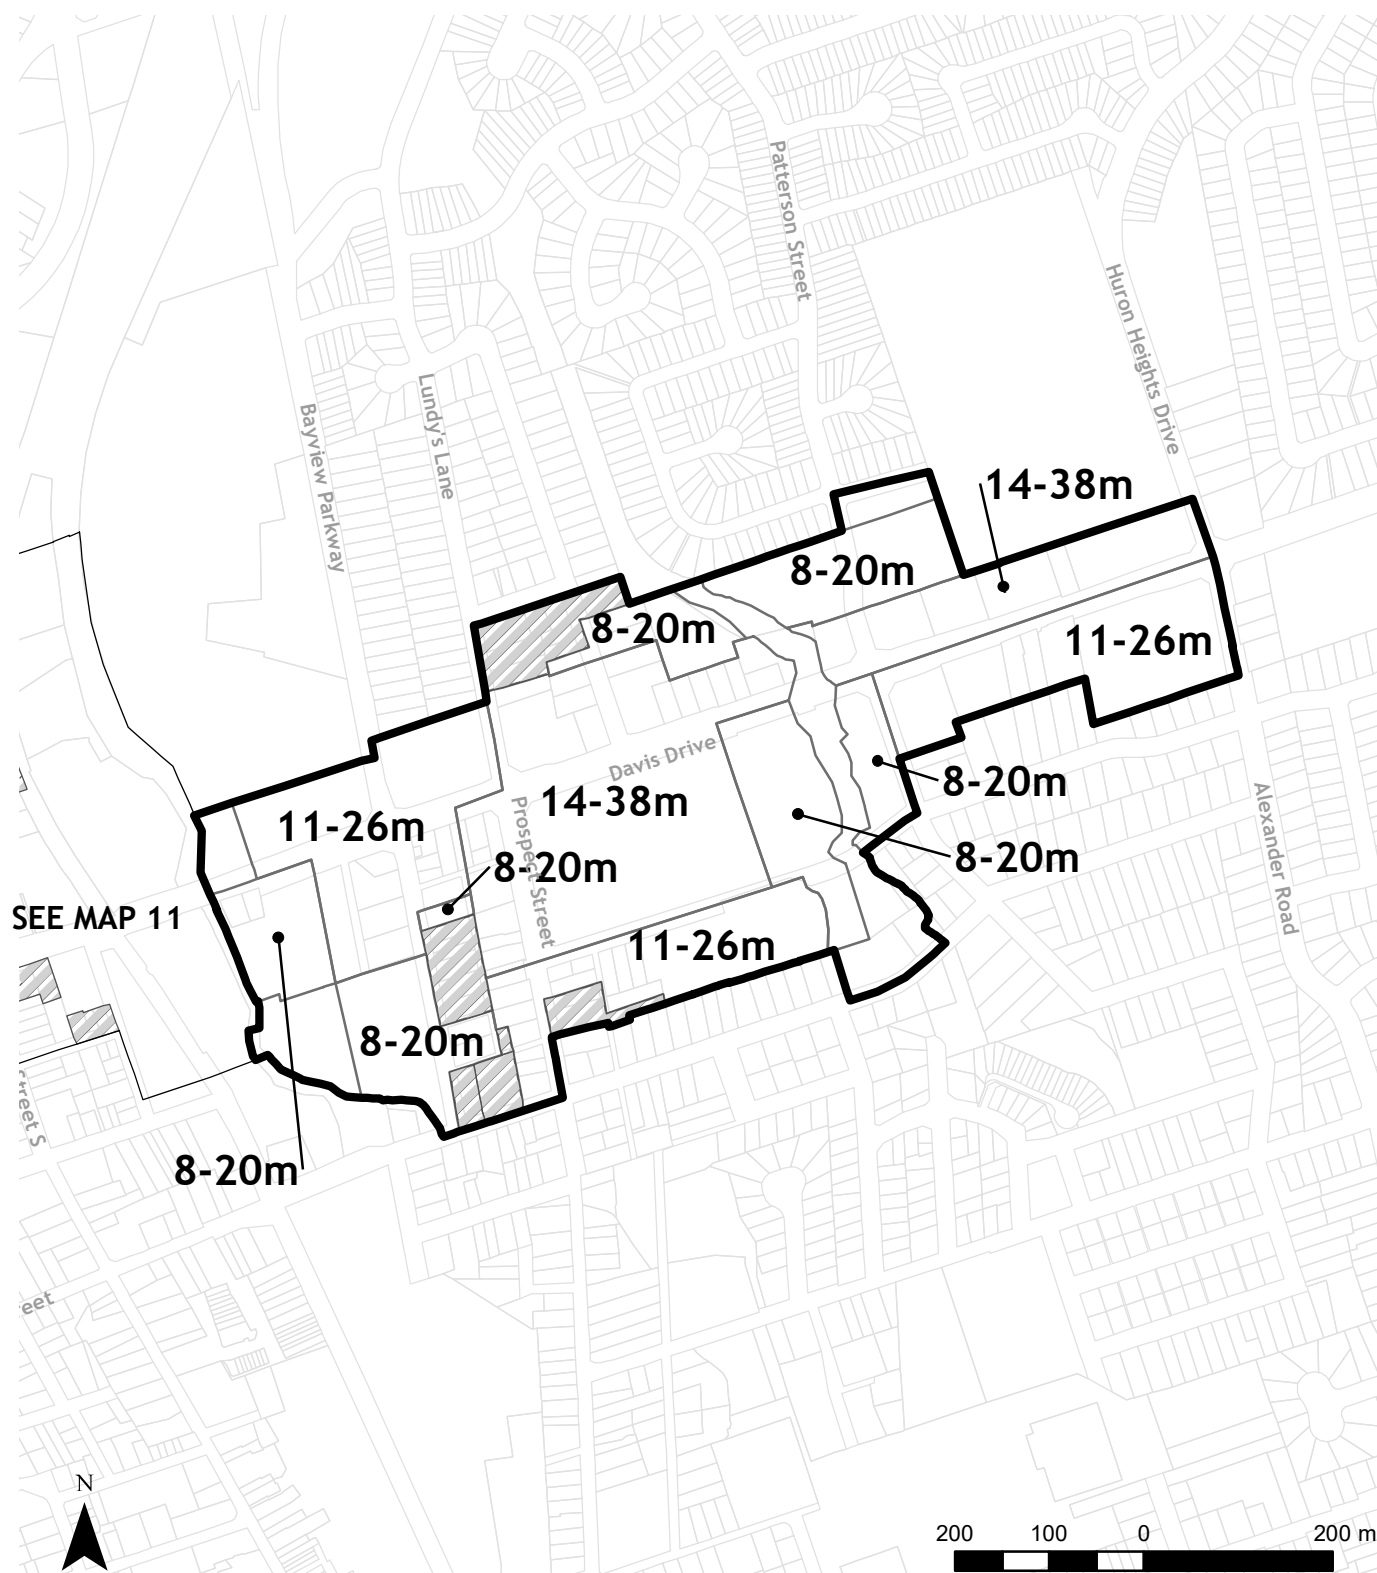 Patterson Street
Huron Heights Drive
Lundy's Lane
Bayview Parkway
14-38m
8-20m
8-20m
11-26m
Davis Drive
8-20m
14-38m
Prospect Street
11-26m
8-20m
8-20m
Alexander Road
SEE MAP 11
11-26m
8-20m
8-20m
Street S
eet
N
200 100 0 200 m